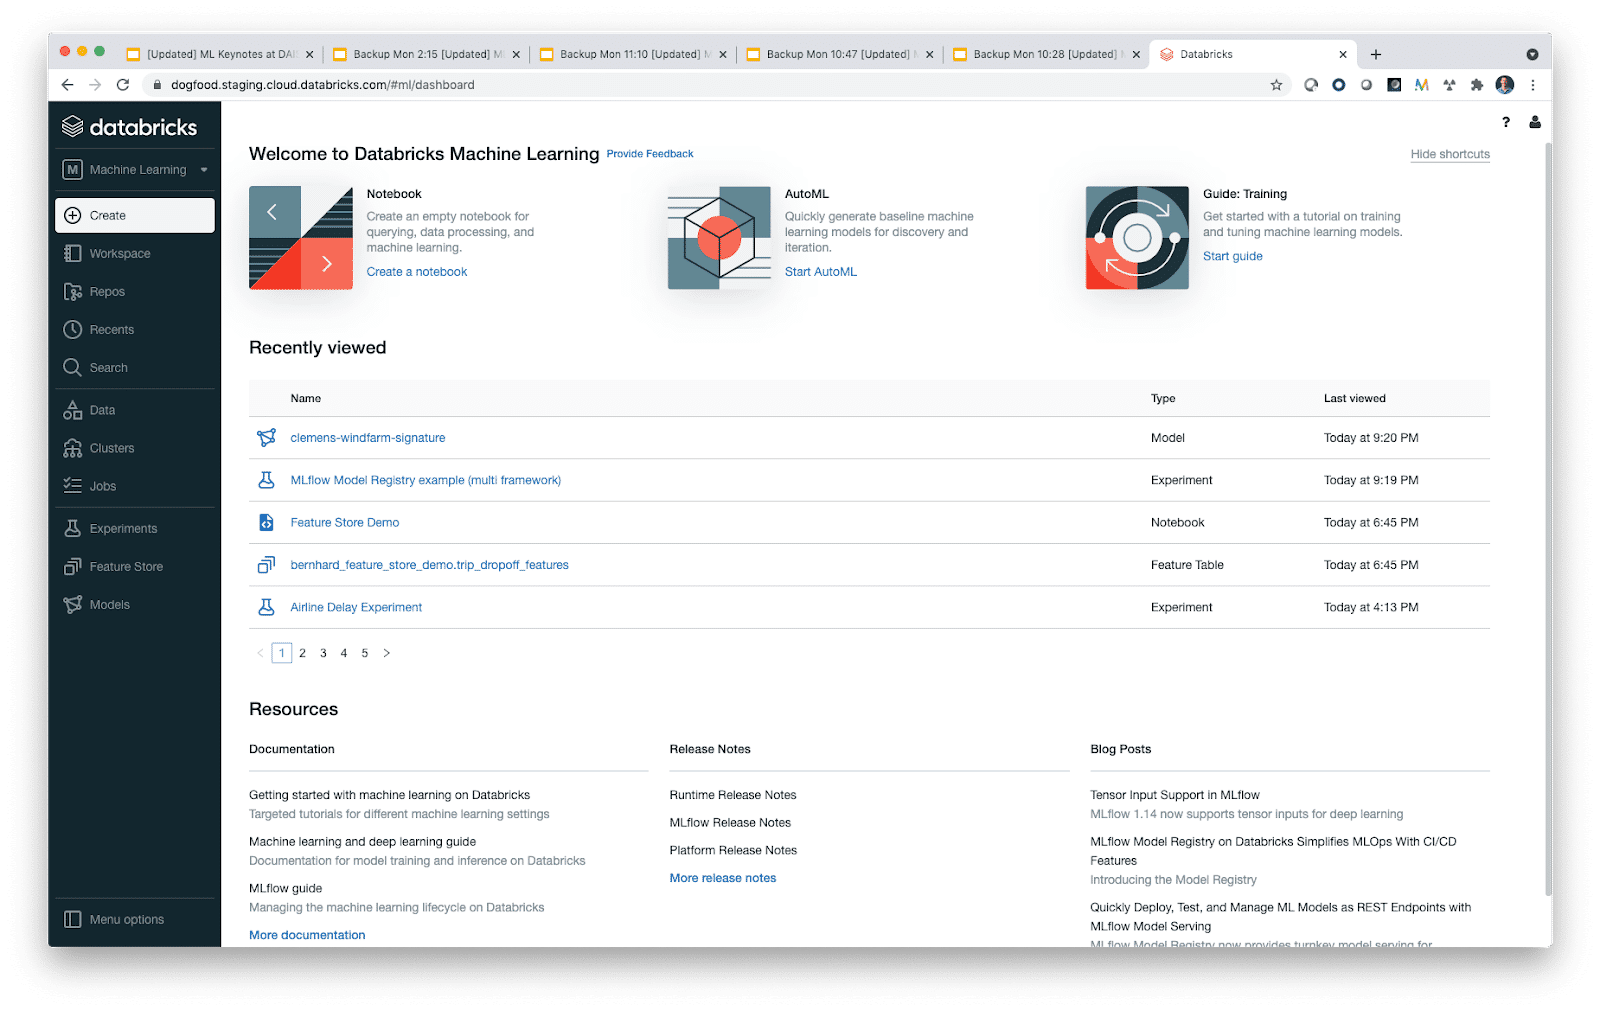 [Updated] ML Keynotes at DAI
Backup Mon 2:15 [Updated] M
Backup Mon 11:10 [Updated]
Backup Mon 10:47 [Updated]
Backup Mon 10:28 [Updated]
Databricks
dogfood.staging.cloud.databricks.com/#ml/dashboard
databricks
M Machine Learning
Create
Workspace
Repos
Recents
Search
Data
Clusters
Jobs
Experiments
Feature Store
Models
Menu options
?
Welcome to Databricks Machine Learning Provide Feedback
Hide shortcuts
Notebook
Create an empty notebook for
querying, data processing, and
machine learning.
Create a notebook
AutoML
Quickly generate baseline machine
learning models for discovery and
iteration.
Start AutoML
Guide: Training
Get started with a tutorial on training
and tuning machine learning models.
Start guide
Recently viewed
Name Type Last viewed
clemens-windfarm-signature Model Today at 9:20 PM
MLflow Model Registry example (multi framework) Experiment Today at 9:19 PM
Feature Store Demo Notebook Today at 6:45 PM
bernhard_feature_store_demo.trip_dropoff_features Feature Table Today at 6:45 PM
Airline Delay Experiment Experiment Today at 4:13 PM
< 1 2 3 4 5 >
Resources
Documentation
Getting started with machine learning on Databricks
Targeted tutorials for different machine learning settings
Machine learning and deep learning guide
Documentation for model training and inference on Databricks
MLflow guide
Managing the machine learning lifecycle on Databricks
More documentation
Release Notes
Runtime Release Notes
MLflow Release Notes
Platform Release Notes
More release notes
Blog Posts
Tensor Input Support in MLflow
MLflow 1.14 now supports tensor inputs for deep learning
MLflow Model Registry on Databricks Simplifies MLOps With CI/CD
Features
Introducing the Model Registry
Quickly Deploy, Test, and Manage ML Models as REST Endpoints with
MLflow Model Serving
MLflow Model Registry now provides turnkey model serving for